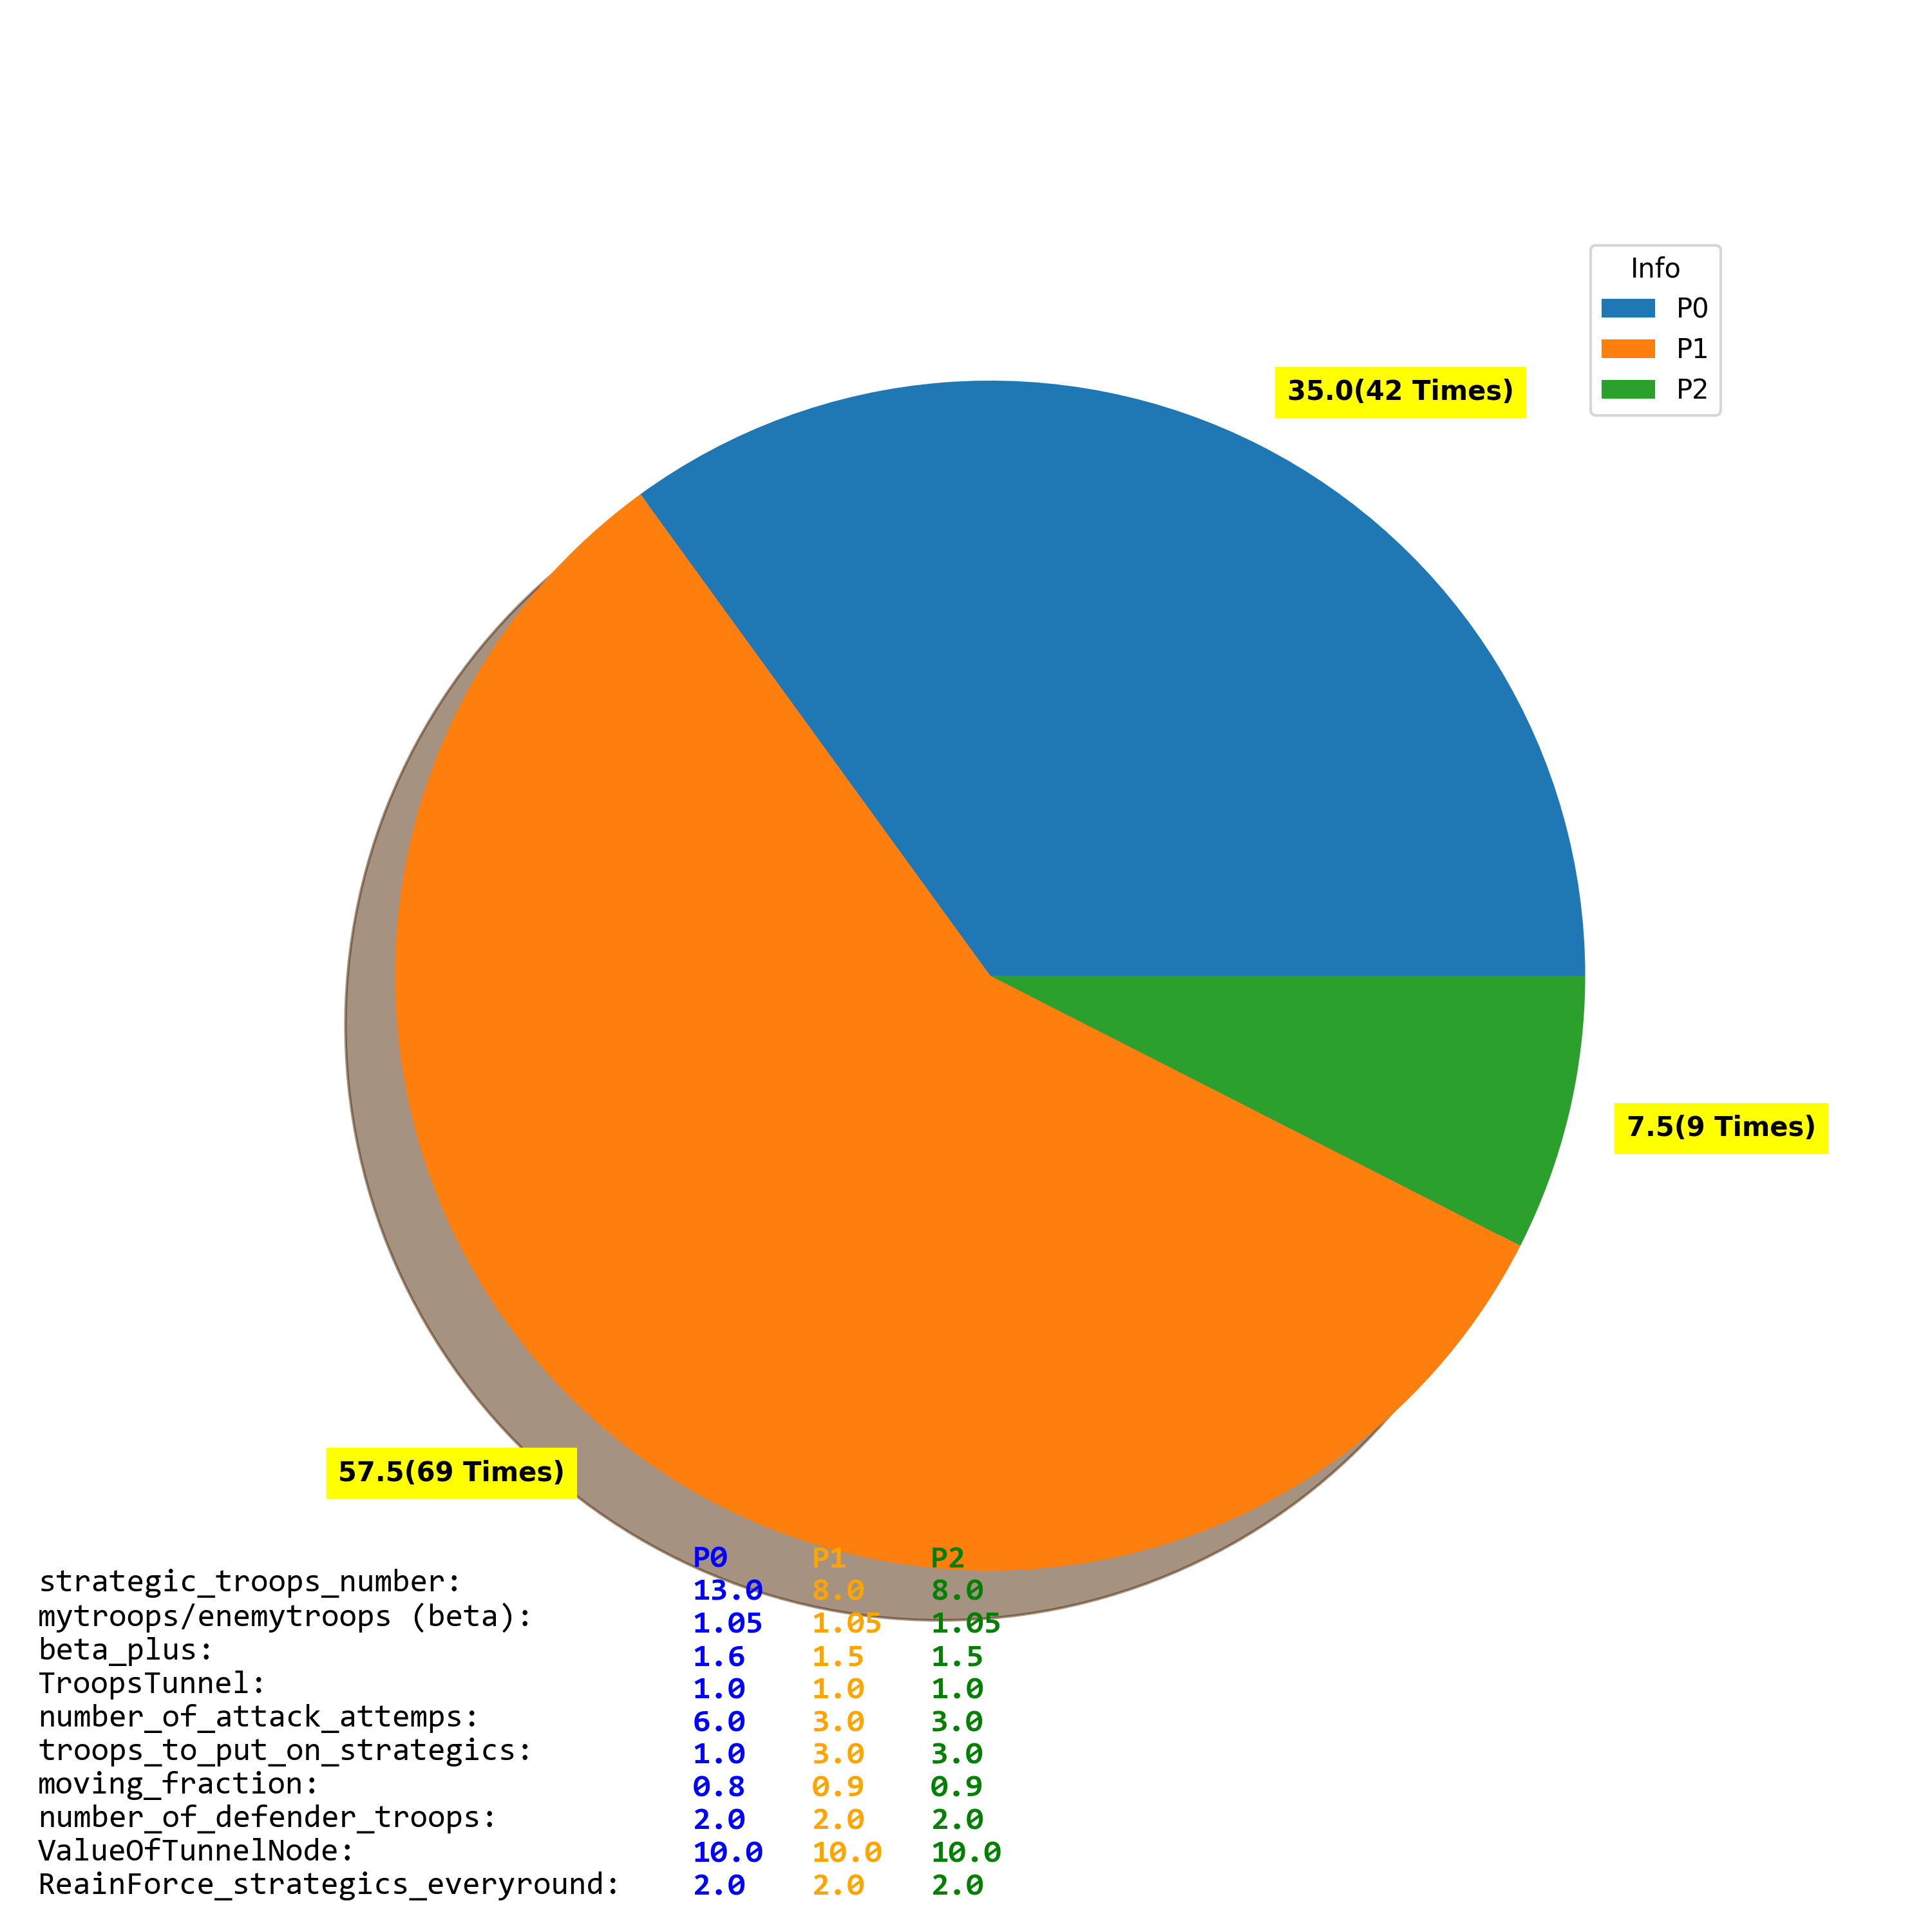 Info
P0
P1
P2
35.0(42 Times)
7.5(9 Times)
57.5(69 Times)
P0 P1 P2
strategic_troops_number: 13.0 8.0 8.0
mytroops/enemytroops (beta): 1.05 1.05 1.05
beta_plus: 1.6 1.5 1.5
TroopsTunnel: 1.0 1.0 1.0
number_of_attack_attemps: 6.0 3.0 3.0
troops_to_put_on_strategics: 1.0 3.0 3.0
moving_fraction: 0.8 0.9 0.9
number_of_defender_troops: 2.0 2.0 2.0
ValueOfTunnelNode: 10.0 10.0 10.0
ReainForce_strategics_everyround: 2.0 2.0 2.0